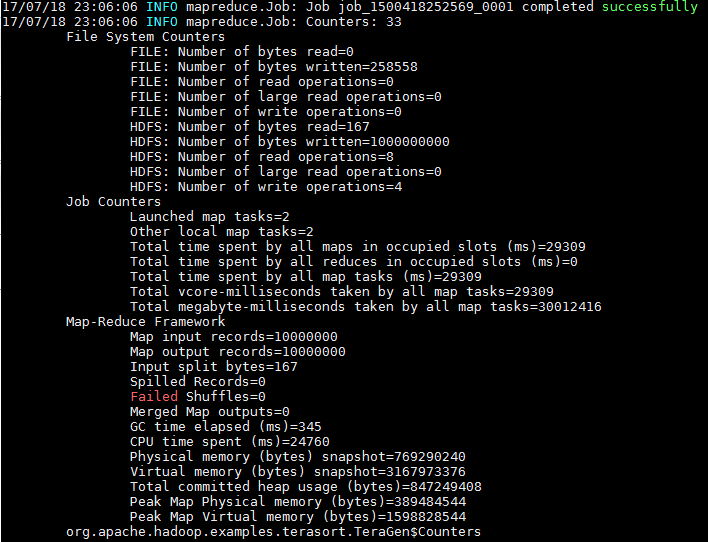 17/07/18 23:06:06 INFO mapreduce.Job: Job job_1500418252569_0001 completed successfully
17/07/18 23:06:06 INFO mapreduce.Job: Counters: 33
File System Counters
FILE: Number of bytes read=0
FILE: Number of bytes written=258558
FILE: Number of read operations=0
FILE: Number of large read operations=0
FILE: Number of write operations=0
HDFS: Number of bytes read=167
HDFS: Number of bytes written=1000000000
HDFS: Number of read operations=8
HDFS: Number of large read operations=0
HDFS: Number of write operations=4
Job Counters
Launched map tasks=2
Other local map tasks=2
Total time spent by all maps in occupied slots (ms)=29309
Total time spent by all reduces in occupied slots (ms)=0
Total time spent by all map tasks (ms)=29309
Total vcore-milliseconds taken by all map tasks=29309
Total megabyte-milliseconds taken by all map tasks=30012416
Map-Reduce Framework
Map input records=10000000
Map output records=10000000
Input split bytes=167
Spilled Records=0
Failed Shuffles=0
Merged Map outputs=0
GC time elapsed (ms)=345
CPU time spent (ms)=24760
Physical memory (bytes) snapshot=769290240
Virtual memory (bytes) snapshot=3167973376
Total committed heap usage (bytes)=847249408
Peak Map Physical memory (bytes)=389484544
Peak Map Virtual memory (bytes)=1598828544
org.apache.hadoop.examples.terasort.TeraGen$Counters